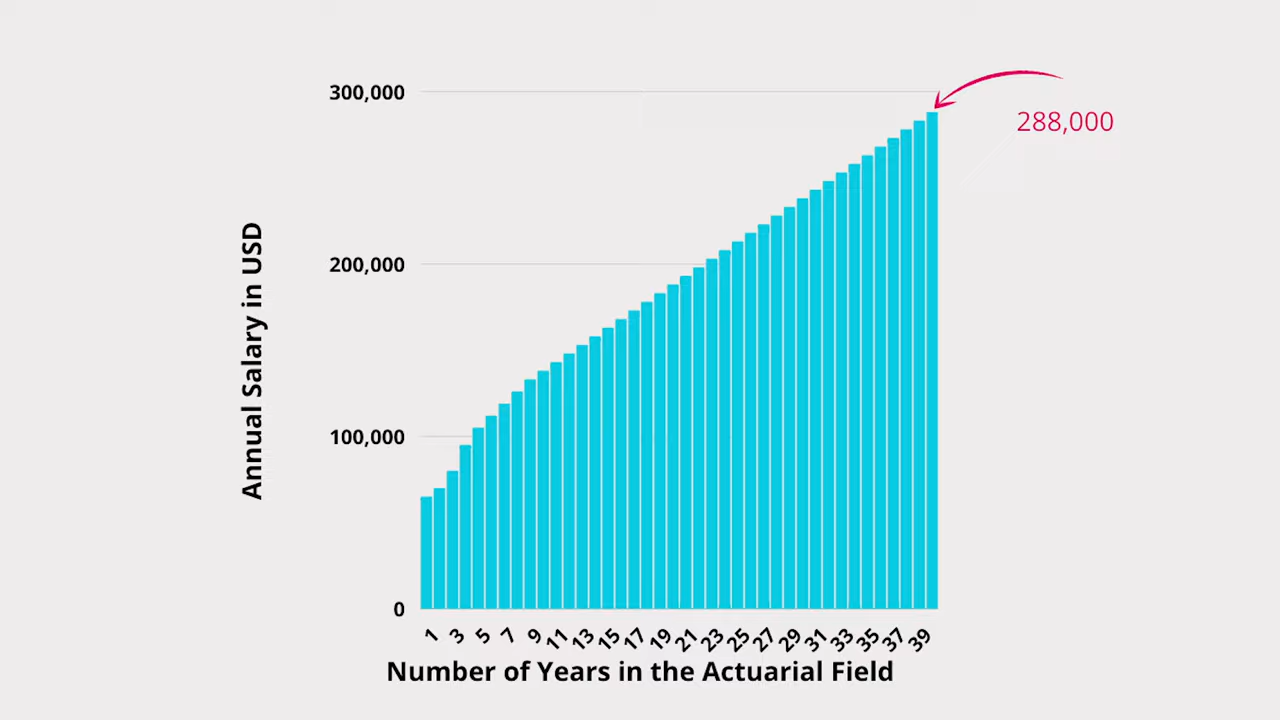 300,000
288,000
200,000
100,000
0
Annual Salary in USD
1 3 5 7 9 11 13 15 17 19 21 23 25 27 29 31 33 35 37 39
Number of Years in the Actuarial Field